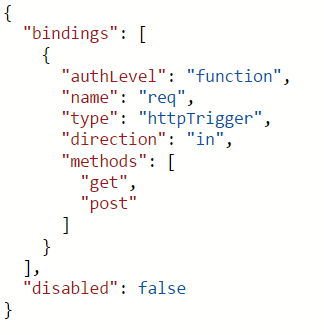 {
  "bindings": [
    {
      "authLevel": "function",
      "name": "req",
      "type": "httpTrigger",
      "direction": "in",
      "methods": [
        "get",
        "post"
      ]
    }
  ],
  "disabled": false
}